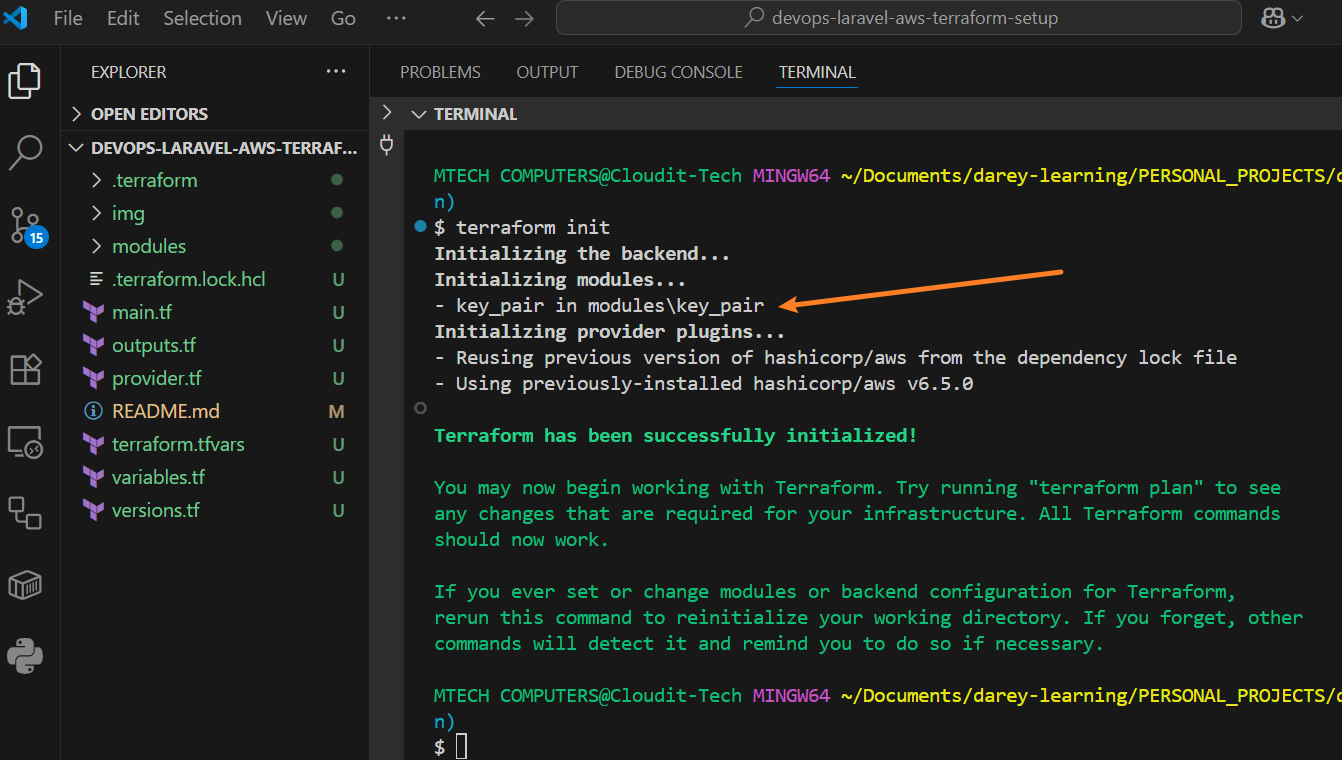 File Edit Selection View Go ···
devops-laravel-aws-terraform-setup
EXPLORER
OPEN EDITORS
DEVOPS-LARAVEL-AWS-TERRAF...
.terraform
img
modules
.terraform.lock.hcl U
main.tf U
outputs.tf U
provider.tf U
README.md M
terraform.tfvars U
variables.tf U
versions.tf U
15
PROBLEMS OUTPUT DEBUG CONSOLE TERMINAL
TERMINAL
MTECH COMPUTERS@Cloudit-Tech MINGW64 ~/Documents/darey-learning/PERSONAL_PROJECTS/
n)
$ terraform init
Initializing the backend...
Initializing modules...
- key_pair in modules\key_pair
Initializing provider plugins...
- Reusing previous version of hashicorp/aws from the dependency lock file
- Using previously-installed hashicorp/aws v6.5.0
Terraform has been successfully initialized!
You may now begin working with Terraform. Try running "terraform plan" to see
any changes that are required for your infrastructure. All Terraform commands
should now work.
If you ever set or change modules or backend configuration for Terraform,
rerun this command to reinitialize your working directory. If you forget, other
commands will detect it and remind you to do so if necessary.
MTECH COMPUTERS@Cloudit-Tech MINGW64 ~/Documents/darey-learning/PERSONAL_PROJECTS/
n)
$